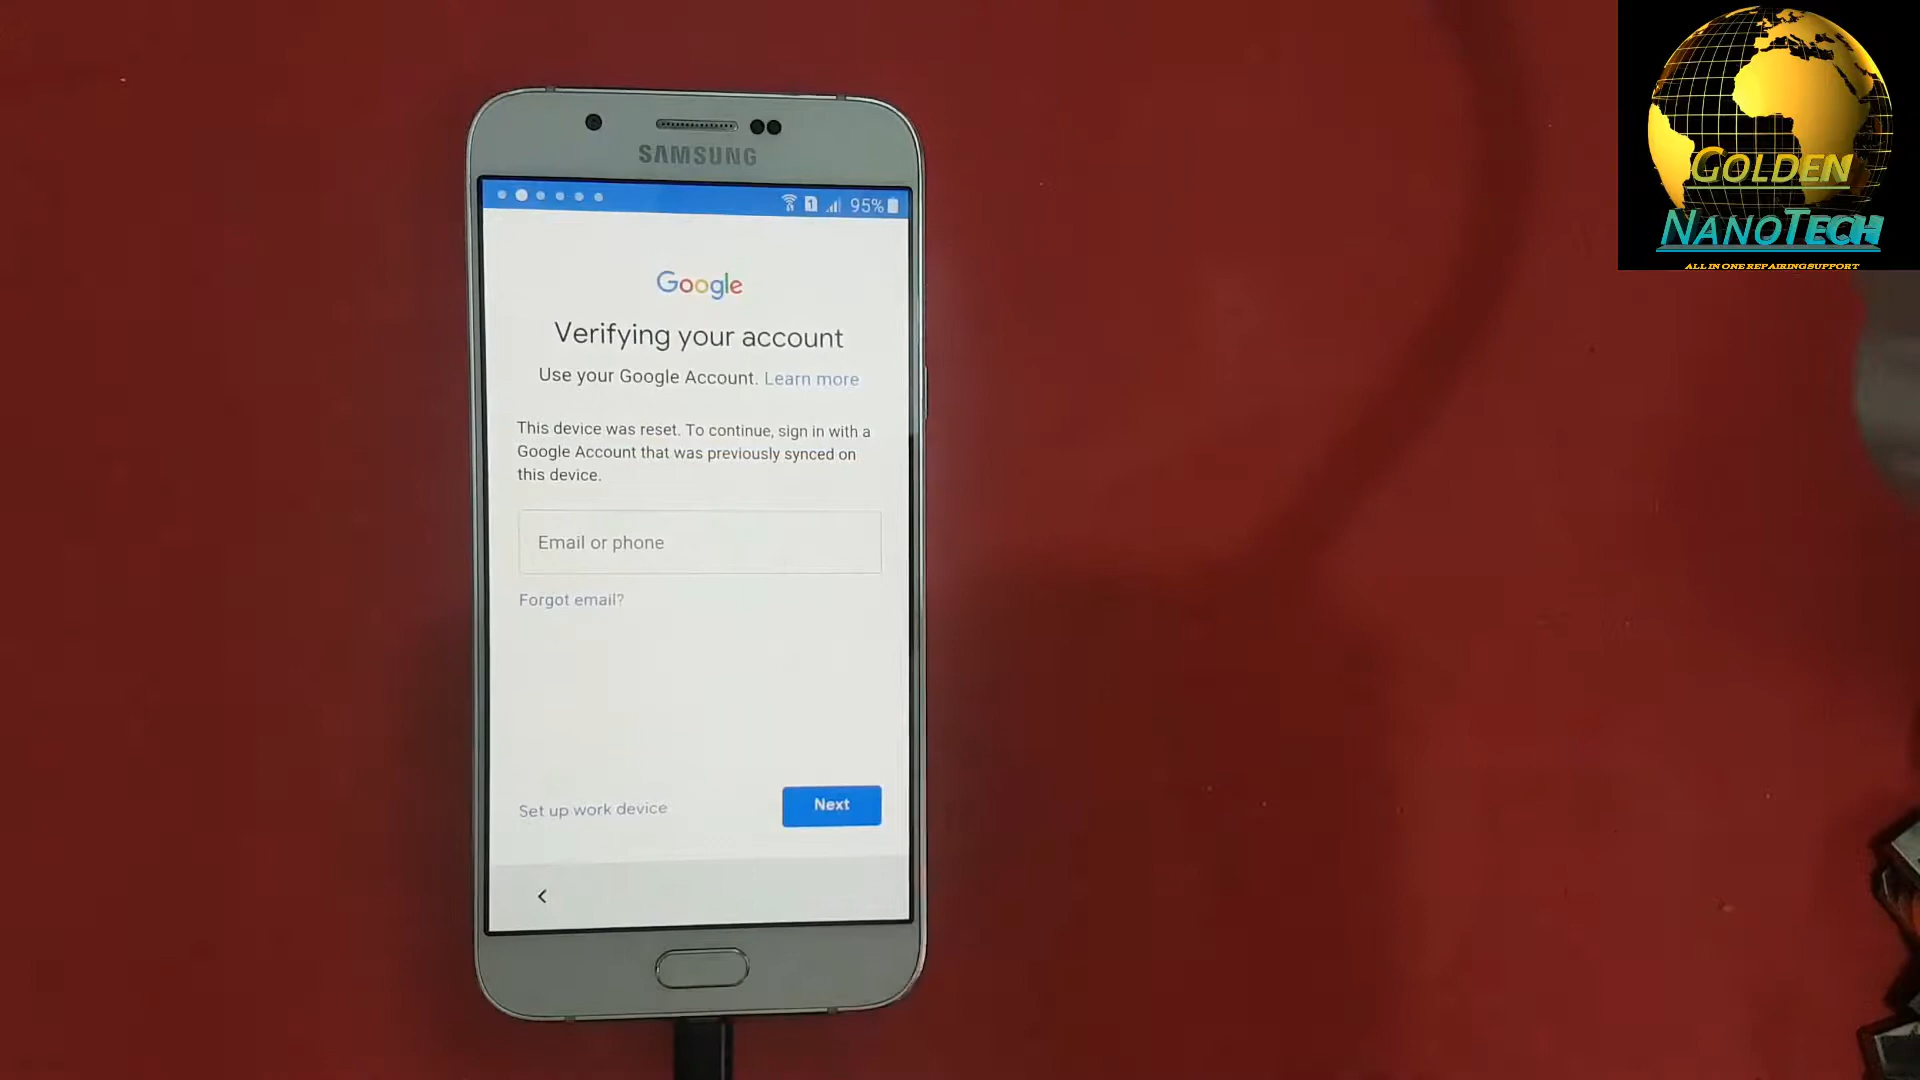 SAMSUNG
1 95%
Google
Verifying your account
Use your Google Account. Learn more
This device was reset. To continue, sign in with a
Google Account that was previously synced on
this device.
Email or phone
Forgot email?
Set up work device
Next
GOLDEN
NANOTECH
ALL IN ONE REPAIRING SUPPORT